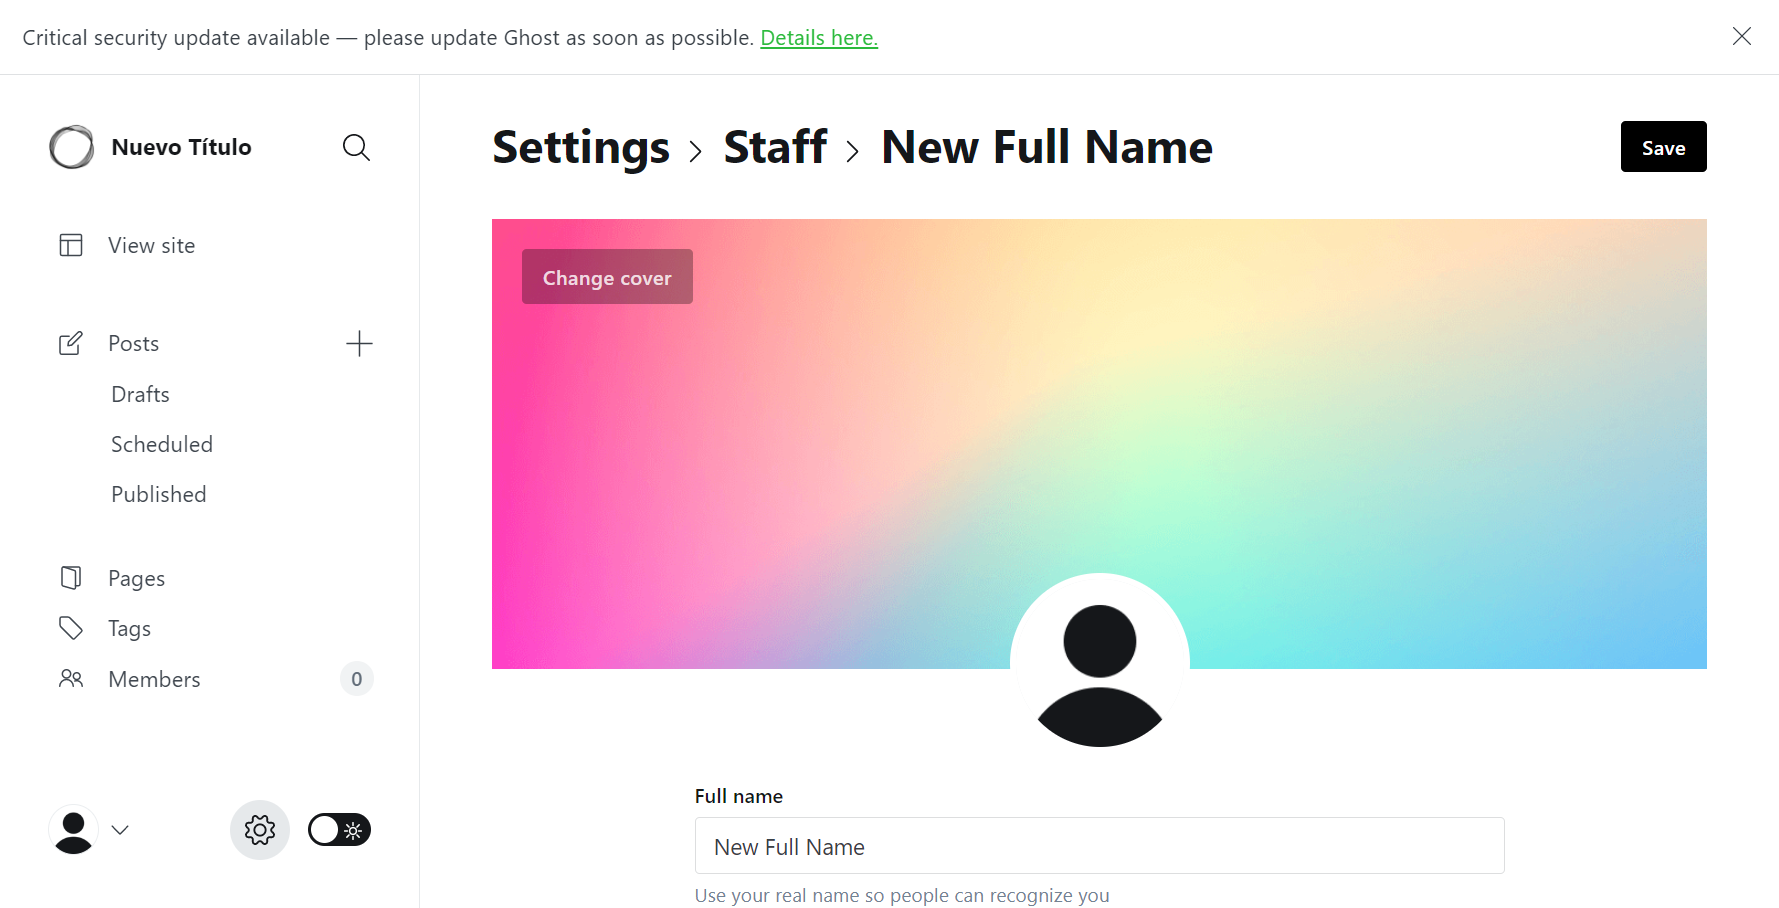 Critical security update available — please update Ghost as soon as possible. Details here.
Nuevo Título
Settings > Staff > New Full Name
Save
View site
Change cover
Posts
Drafts
Scheduled
Published
Pages
Tags
Members
0
Full name
New Full Name
Use your real name so people can recognize you